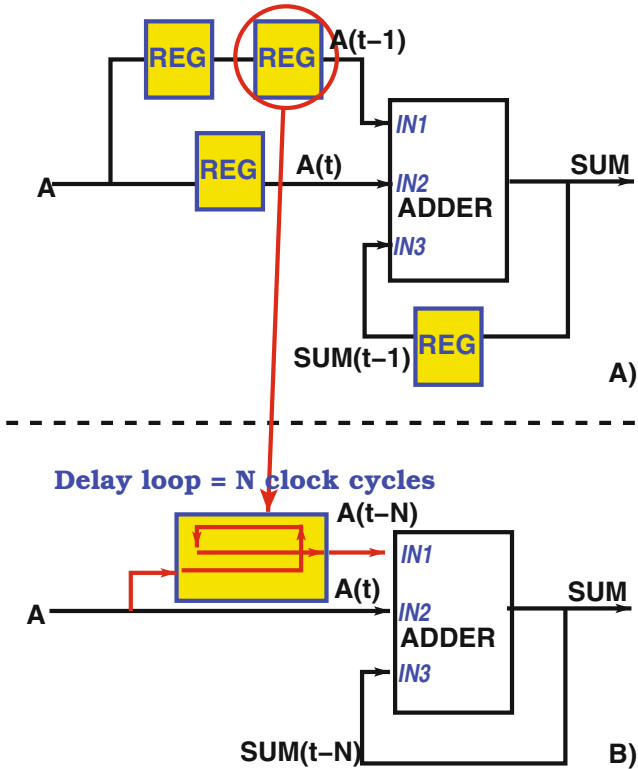 A(t−1)
REG REG
IN1
A REG A(t) IN2 SUM
ADDER
IN3
SUM(t−1) REG
A)
Delay loop = N clock cycles
A(t−N)
IN1
A A(t) IN2 SUM
ADDER
IN3
SUM(t−N) B)